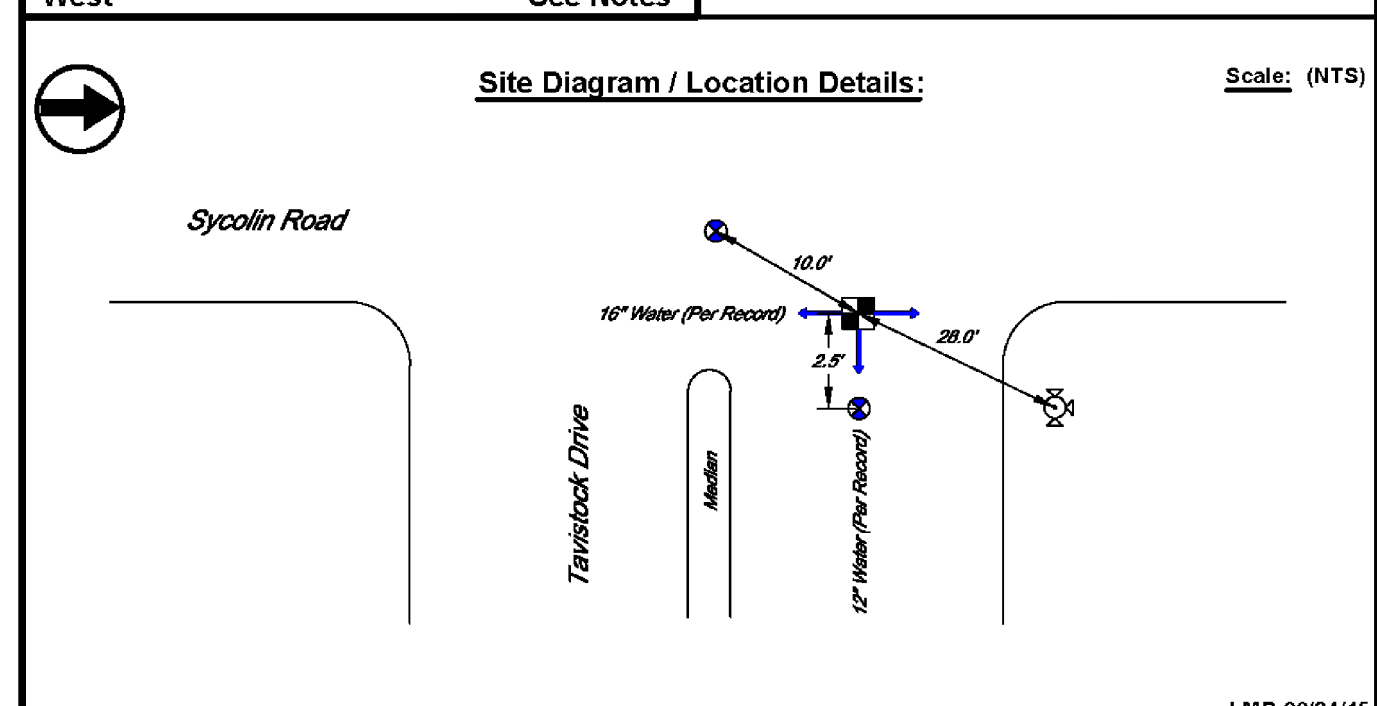 West See Notes
Site Diagram / Location Details:
Scale: (NTS)
Sycolin Road
10.0'
16" Water (Per Record)
28.0'
2.5'
Tavistock Drive
Median
12" Water (Per Record)